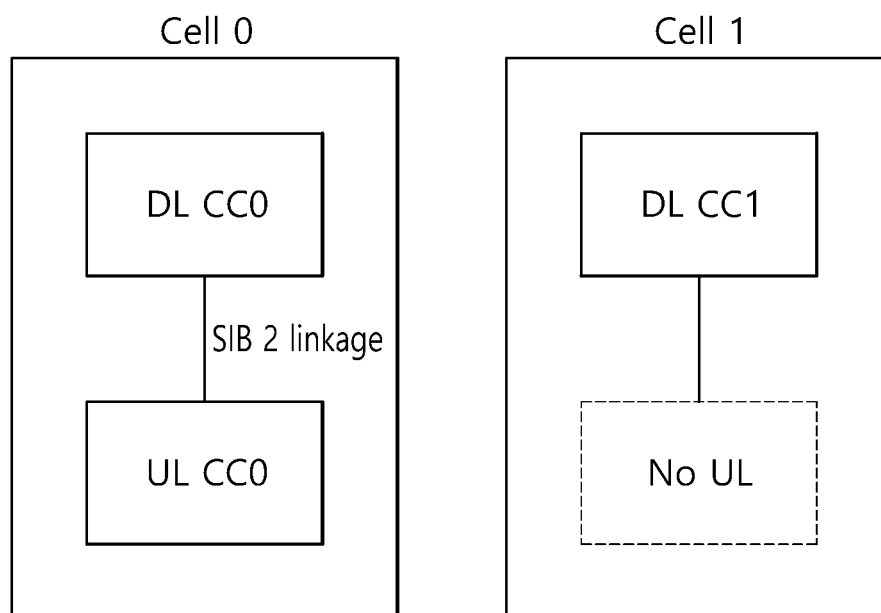 Cell 0
DL CC0
SIB 2 linkage
UL CC0
Cell 1
DL CC1
No UL